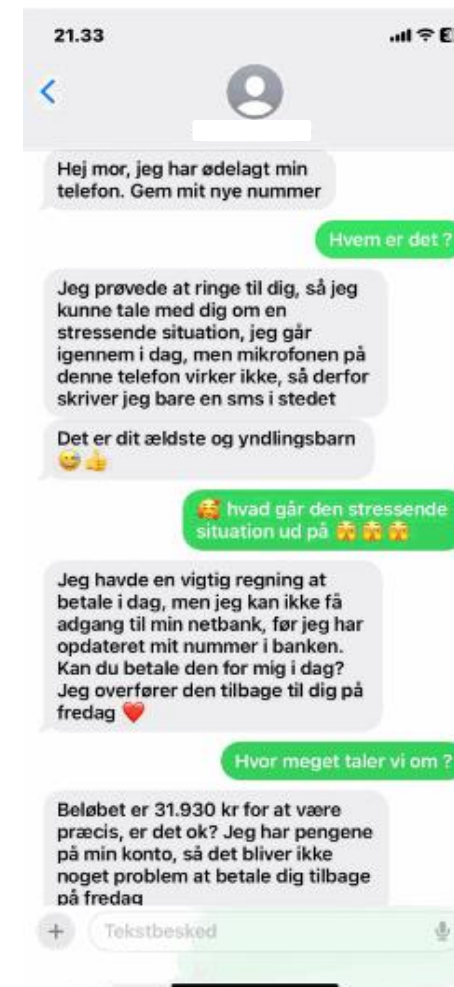 21.33
Hej mor, jeg har ødelagt min
telefon. Gem mit nye nummer
Hvem er det ?
Jeg prøvede at ringe til dig, så jeg
kunne tale med dig om en
stressende situation, jeg går
igennem i dag, men mikrofonen på
denne telefon virker ikke, så derfor
skriver jeg bare en sms i stedet
Det er dit ældste og yndlingsbarn
😅👍
🥰 hvad går den stressende
situation ud på 🫣🫣🫣
Jeg havde en vigtig regning at
betale i dag, men jeg kan ikke få
adgang til min netbank, før jeg har
opdateret mit nummer i banken.
Kan du betale den for mig i dag?
Jeg overfører den tilbage til dig på
fredag ❤️
Hvor meget taler vi om ?
Beløbet er 31.930 kr for at være
præcis, er det ok? Jeg har pengene
på min konto, så det bliver ikke
noget problem at betale dig tilbage
på fredag
Tekstbesked